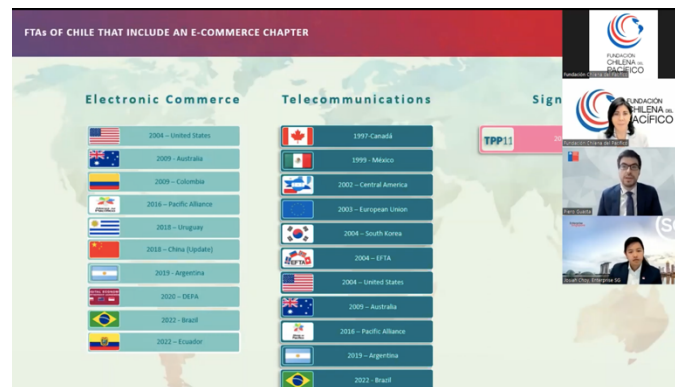 FTAs OF CHILE THAT INCLUDE AN E-COMMERCE CHAPTER
Electronic Commerce
2004 – United States
2009 - Australia
2009 – Colombia
2016 – Pacific Alliance
2018 – Uruguay
2018 – China (Update)
2019 - Argentina
2020 – DEPA
2022 - Brazil
2022 – Ecuador
Telecommunications
1997-Canadá
1999 - México
2002 – Central America
2003 – European Union
2004 – South Korea
EFTA
2004 – EFTA
2004 – United States
2009 – Australia
2016 – Pacific Alliance
2019 – Argentina
2022 - Brazil
Sign
TPP11
FUNDACIÓN
CHILENA DEL
PACÍFICO
Fundación Chilena del Pacífico
FUNDACIÓN
CHILENA DEL
PACÍFICO
Fundación Chilena del Pacífico
Duarte
Enterprise SG